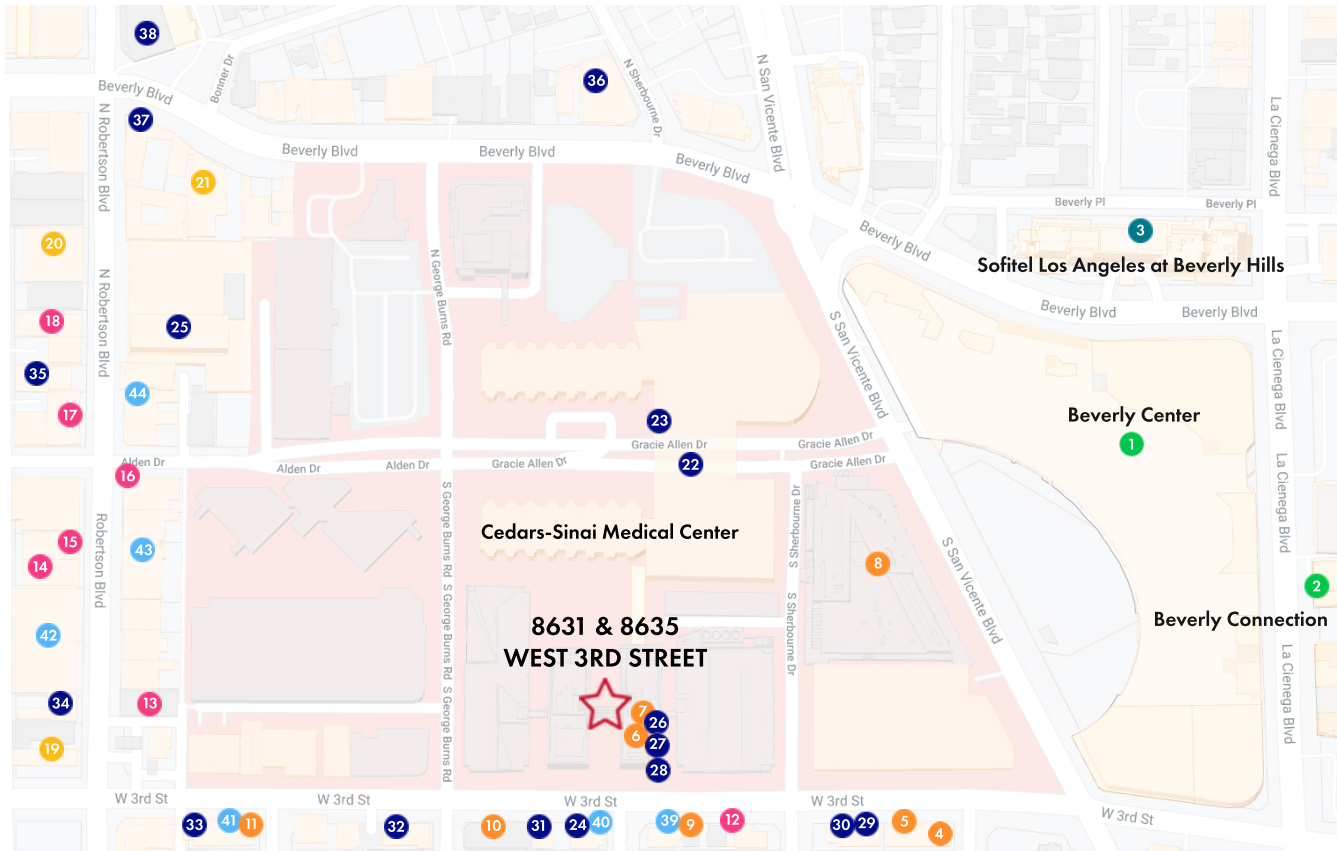 38
36
Bonner Dr
N Sherbourne Dr
N San Vicente Blvd
Beverly Blvd
37
N Robertson Blvd
La Cienega Blvd
Beverly Blvd
Beverly Blvd
Beverly Blvd
21
Beverly Pl
Beverly Pl
3
20
Beverly Blvd
Sofitel Los Angeles at Beverly Hills
N Robertson Blvd
N George Burns Rd
18
25
Beverly Blvd
Beverly Blvd
S San Vicente Blvd
La Cienega Blvd
35
44
17
23
Beverly Center
1
Gracie Allen Dr
Gracie Allen Dr
Alden Dr
Alden Dr
Alden Dr
Gracie Allen Dr
22
Gracie Allen Dr
16
La Cienega Blvd
S George Burns Rd
S Sherbourne Dr
Cedars-Sinai Medical Center
15
43
14
Robertson Blvd
8
S San Vicente Blvd
2
Beverly Connection
S George Burns Rd
S Sherbourne Dr
8631 & 8635
WEST 3RD STREET
42
La Cienega Blvd
34
13
7
26
6
27
19
28
S George Burns Rd
W 3rd St
W 3rd St
W 3rd St
W 3rd St
W 3rd St
33
41
11
32
10
31
24
40
39
9
12
30
29
5
4